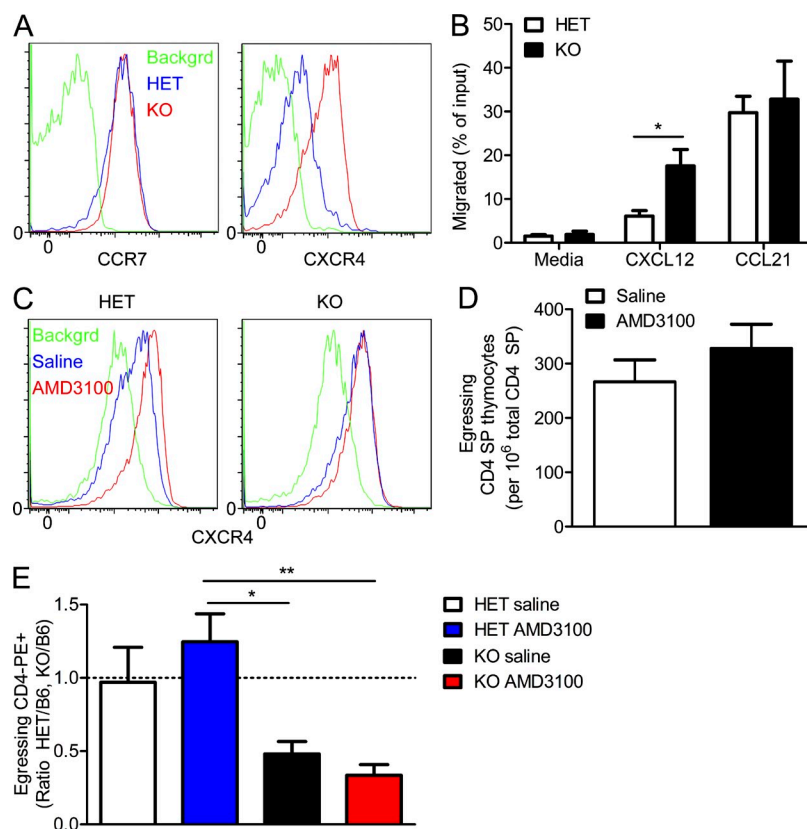 A
Backgrd
HET
KO
0
0
CCR7
0
CXCR4
B
HET
KO
Migrated (% of input)
50
40
30
20
10
0
*
Media
CXCL12
CCL21
C
HET
KO
Backgrd
Saline
AMD3100
0
0
0
0
CXCR4
D
Saline
AMD3100
Egressing
CD4 SP thymocytes
(per 10⁶ total CD4 SP)
400
300
200
100
0
E
Egressing CD4-PE+
(Ratio HET/B6, KO/B6)
1.5
1.0
0.5
0.0
**
*
HET saline
HET AMD3100
KO saline
KO AMD3100